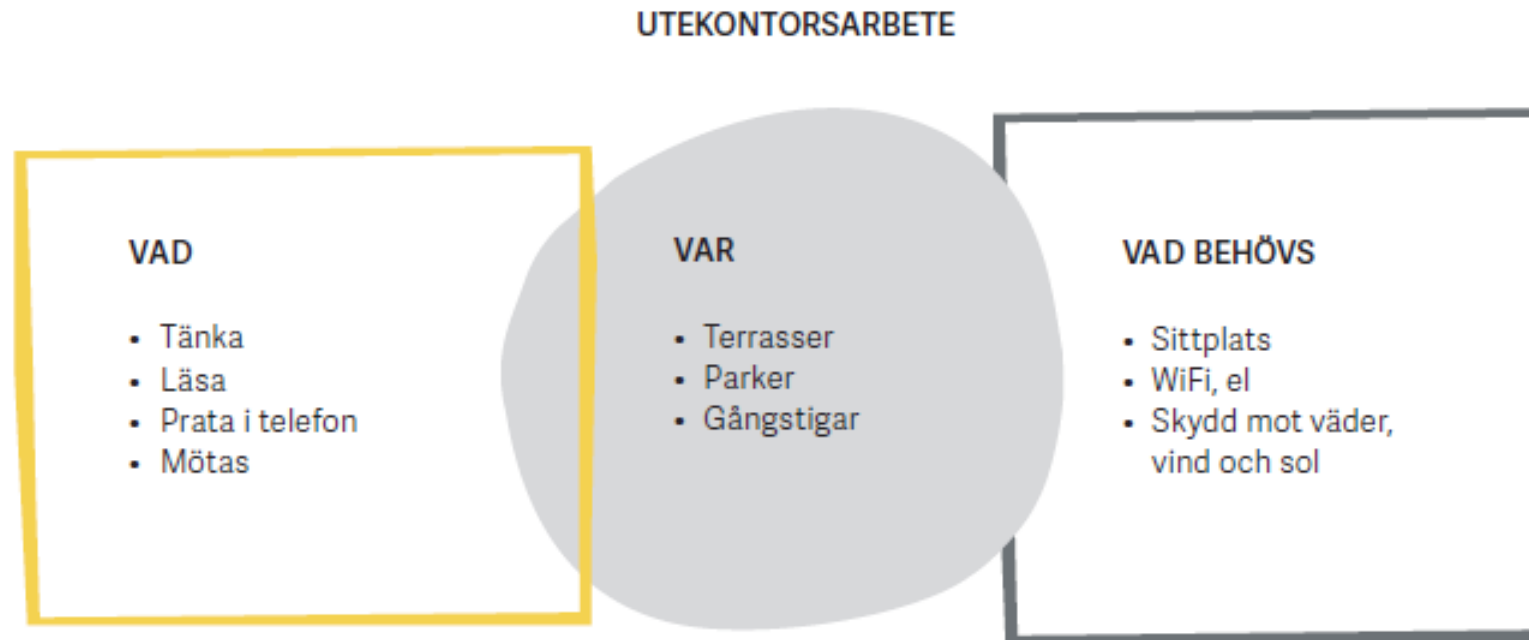 UTEKONTORSARBETE
VAD
• Tänka
• Läsa
• Prata i telefon
• Mötas
VAR
• Terrasser
• Parker
• Gångstigar
VAD BEHÖVS
• Sittplats
• WiFi, el
• Skydd mot väder,
vind och sol